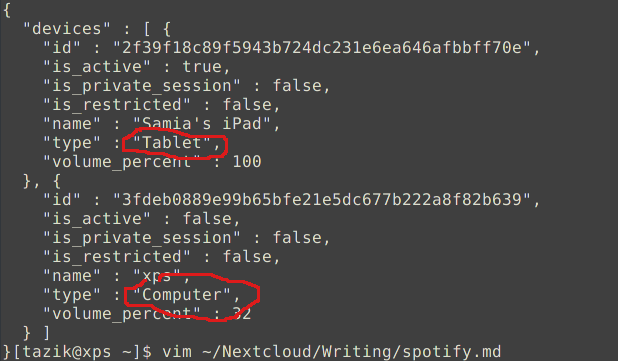 {
"devices" : [ {
"id" : "2f39f18c89f5943b724dc231e6ea646afbbff70e",
"is_active" : true,
"is_private_session" : false,
"is_restricted" : false,
"name" : "Samia's iPad",
"type" : "Tablet",
"volume_percent" : 100
}, {
"id" : "3fdeb0889e99b65bfe21e5dc677b222a8f82b639",
"is_active" : false,
"is_private_session" : false,
"is_restricted" : false,
"name" : "xps",
"type" : "Computer",
"volume_percent" : 32
} ]
}[tazik@xps ~]$ vim ~/Nextcloud/Writing/spotify.md